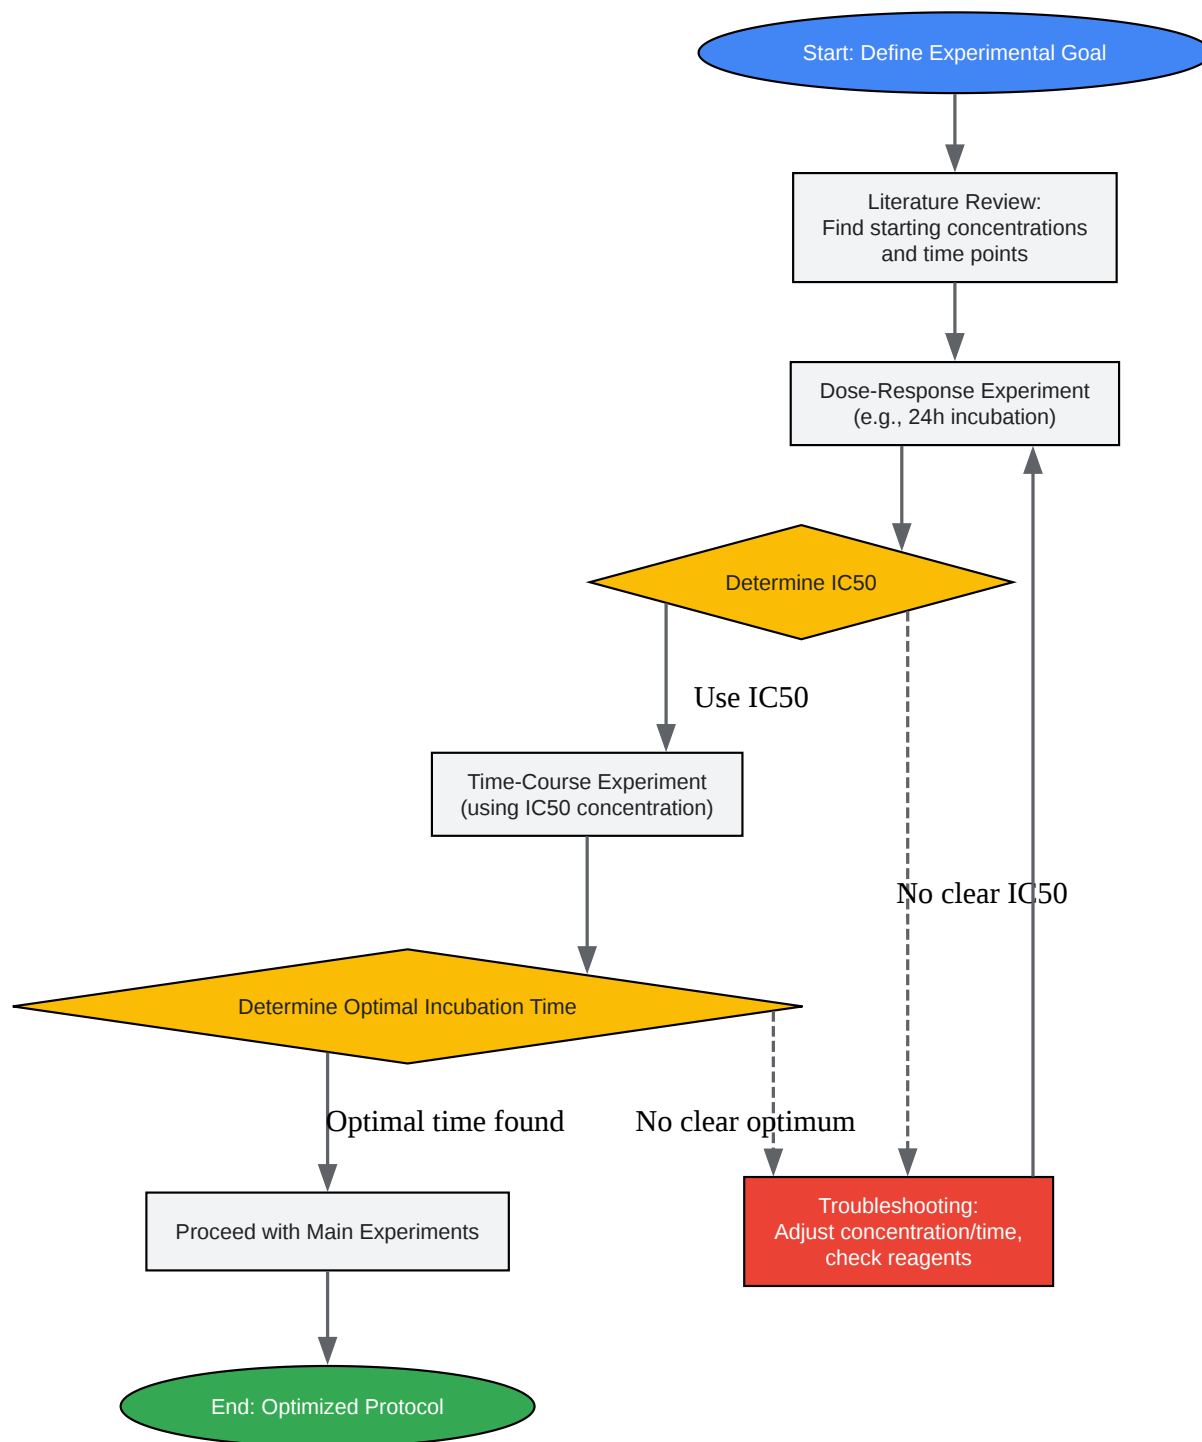 Start: Define Experimental Goal
Literature Review:
Find starting concentrations
and time points
Dose-Response Experiment
(e.g., 24h incubation)
Determine IC50
Use IC50
Time-Course Experiment
(using IC50 concentration)
No clear IC50
Determine Optimal Incubation Time
Optimal time found
No clear optimum
Troubleshooting:
Adjust concentration/time,
check reagents
Proceed with Main Experiments
End: Optimized Protocol